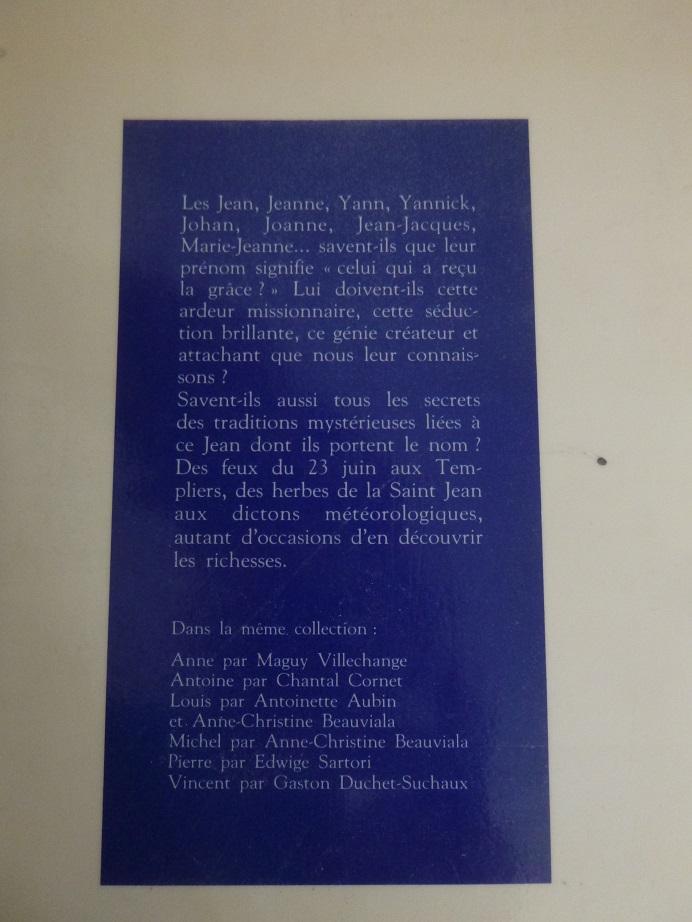 Les Jean, Jeanne, Yann, Yannick,
Johan, Joanne, Jean-Jacques,
Marie-Jeanne... savent-ils que leur
prénom signifie « celui qui a reçu
la grâce ? » Lui doivent-ils cette
ardeur missionnaire, cette séduc-
tion brillante, ce génie créateur et
attachant que nous leur connais-
sons ?
Savent-ils aussi tous les secrets
des traditions mystérieuses liées à
ce Jean dont ils portent le nom ?
Des feux du 23 juin aux Tem-
pliers, des herbes de la Saint Jean
aux dictons météorologiques,
autant d'occasions d'en découvrir
les richesses.
Dans la même collection :
Anne par Maguy Villechange
Antoine par Chantal Cornet
Louis par Antoinette Aubin
et Anne-Christine Beauviala
Michel par Anne-Christine Beauviala
Pierre par Edwige Sartori
Vincent par Gaston Duchet-Suchaux